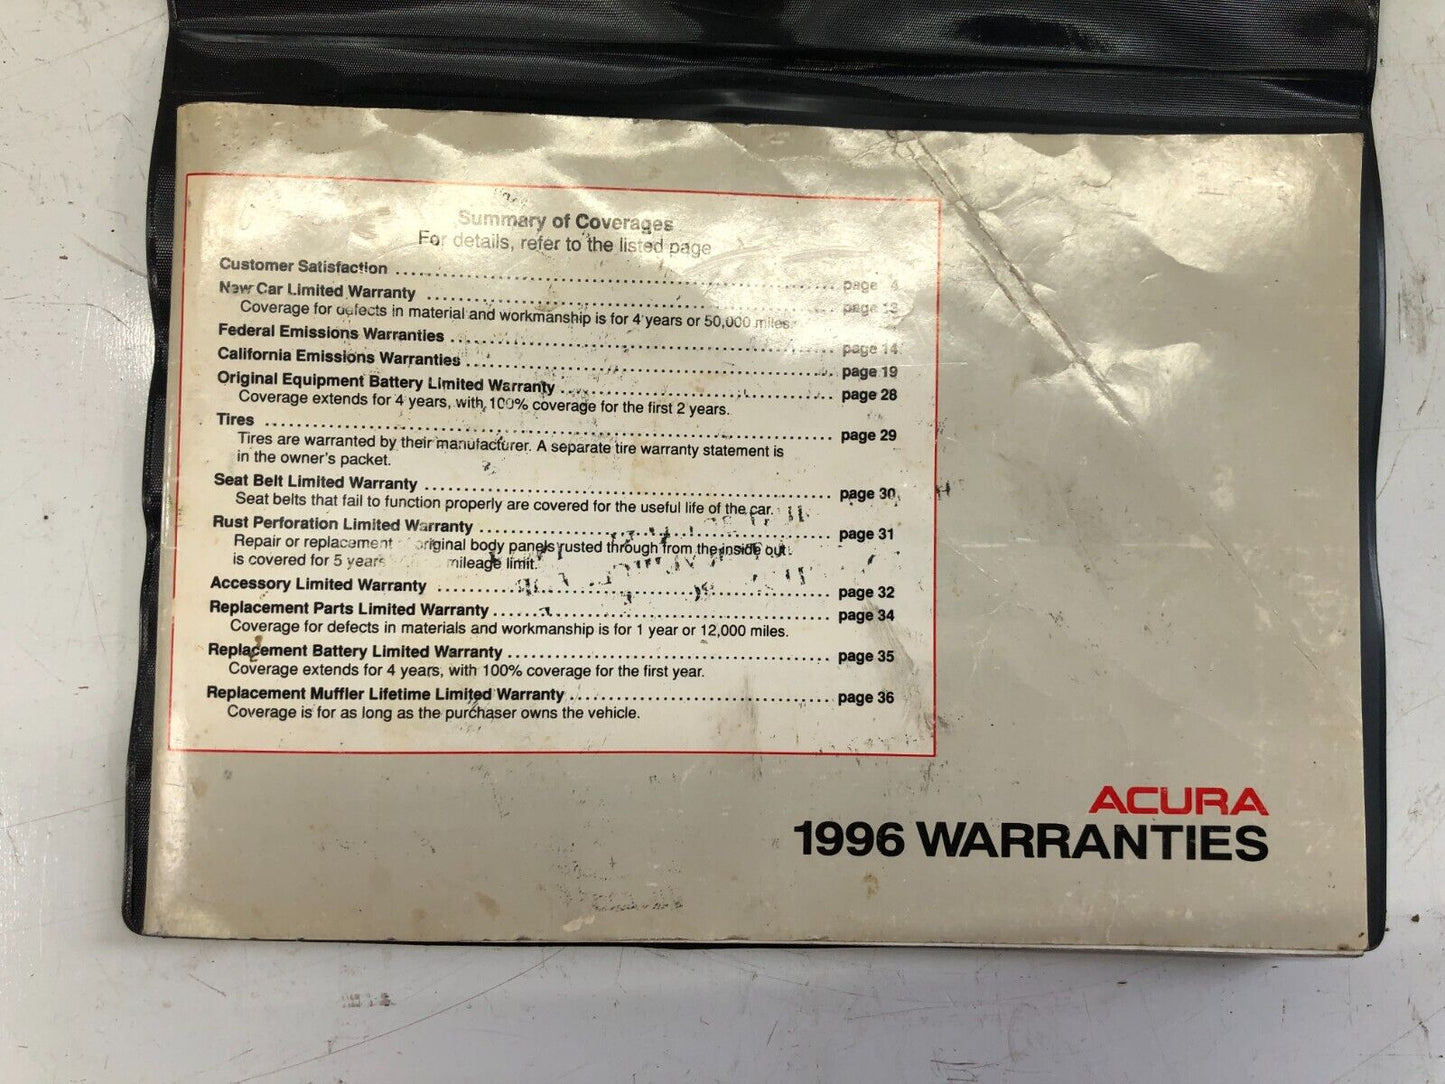 Summary of Coverages
For details, refer to the listed page
Customer Satisfaction ........ page 4
New Car Limited Warranty ........ page 13
Coverage for defects in material and workmanship is for 4 years or 50,000 miles.
Federal Emissions Warranties ........ page 14
California Emissions Warranties ........ page 19
Original Equipment Battery Limited Warranty ........ page 28
Coverage extends for 4 years, with 100% coverage for the first 2 years.
Tires ........ page 29
Tires are warranted by their manufacturer. A separate tire warranty statement is
in the owner's packet.
Seat Belt Limited Warranty ........ page 30
Seat belts that fail to function properly are covered for the useful life of the car.
Rust Perforation Limited Warranty ........ page 31
Repair or replacement original body panels rusted through from the inside out
is covered for 5 years mileage limit.
Accessory Limited Warranty ........ page 32
Replacement Parts Limited Warranty ........ page 34
Coverage for defects in materials and workmanship is for 1 year or 12,000 miles.
Replacement Battery Limited Warranty ........ page 35
Coverage extends for 4 years, with 100% coverage for the first year.
Replacement Muffler Lifetime Limited Warranty ........ page 36
Coverage is for as long as the purchaser owns the vehicle.
ACURA
1996 WARRANTIES